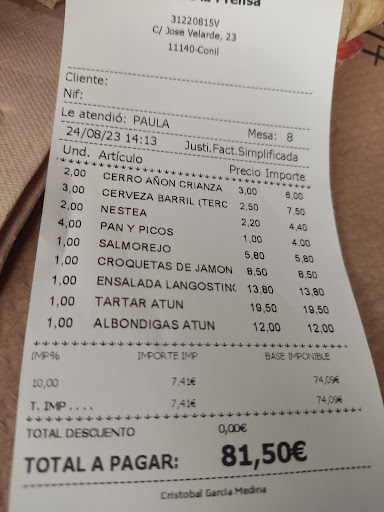 Prensa
31220815V
C/ Jose Velarde, 23
11140-Conil
Cliente:
Nif:
Le atendió: PAULA Mesa: 8
24/08/23 14:13 Justi.Fact.Simplificada
Und. Artículo Precio Importe
2,00 CERRO AÑON CRIANZA 3,00 6,00
3,00 CERVEZA BARRIL (TERC 2,50 7,50
2,00 NESTEA 2,20 4,40
4,00 PAN Y PICOS 1,00 4,00
1,00 SALMOREJO 5,80 5,80
1,00 CROQUETAS DE JAMON 8,50 8,50
1,00 ENSALADA LANGOSTINO 13,80 13,80
1,00 TARTAR ATUN 19,50 19,50
1,00 ALBONDIGAS ATUN 12,00 12,00
IMP% IMPORTE IMP BASE IMPONIBLE
10,00 7,41€ 74,09€
T. IMP.... 7,41€ 74,09€
TOTAL DESCUENTO 0,00€
TOTAL A PAGAR: 81,50€
Cristobal Garcia Medina